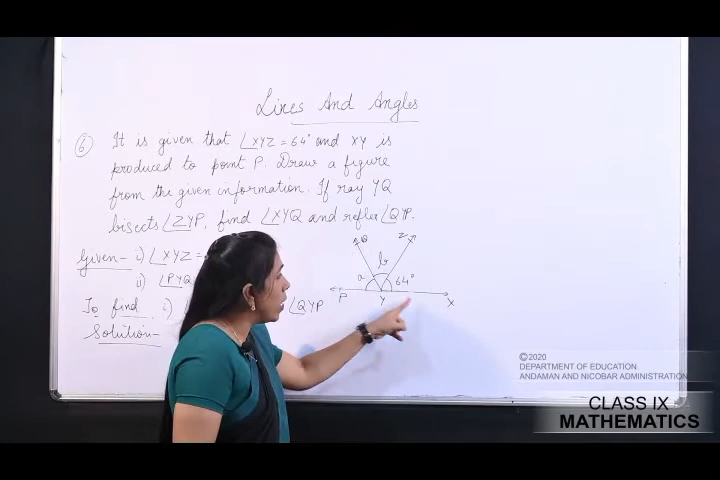 Lines And Angles
6 It is given that ∠XYZ = 64° and XY is
produced to point P. Draw a figure
from the given information. If ray YQ
bisects ∠ZYP, find ∠XYQ and reflex ∠QYP.
Given - i) ∠XYZ =
ii) ∠PYQ
To find i) ∠QYP
Solution-
Q Z
a b 64°
P Y X
©2020
DEPARTMENT OF EDUCATION
ANDAMAN AND NICOBAR ADMINISTRATION
CLASS IX
MATHEMATICS